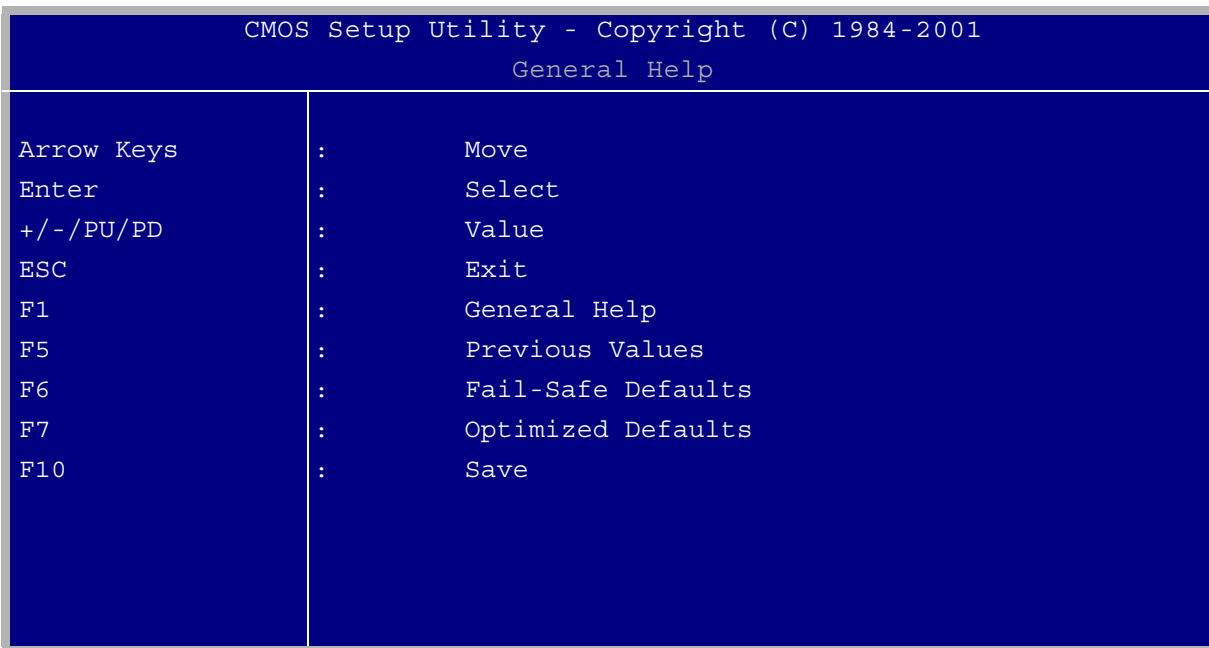 CMOS Setup Utility - Copyright (C) 1984-2001
General Help
Arrow Keys : Move
Enter : Select
+/-/PU/PD : Value
ESC : Exit
F1 : General Help
F5 : Previous Values
F6 : Fail-Safe Defaults
F7 : Optimized Defaults
F10 : Save